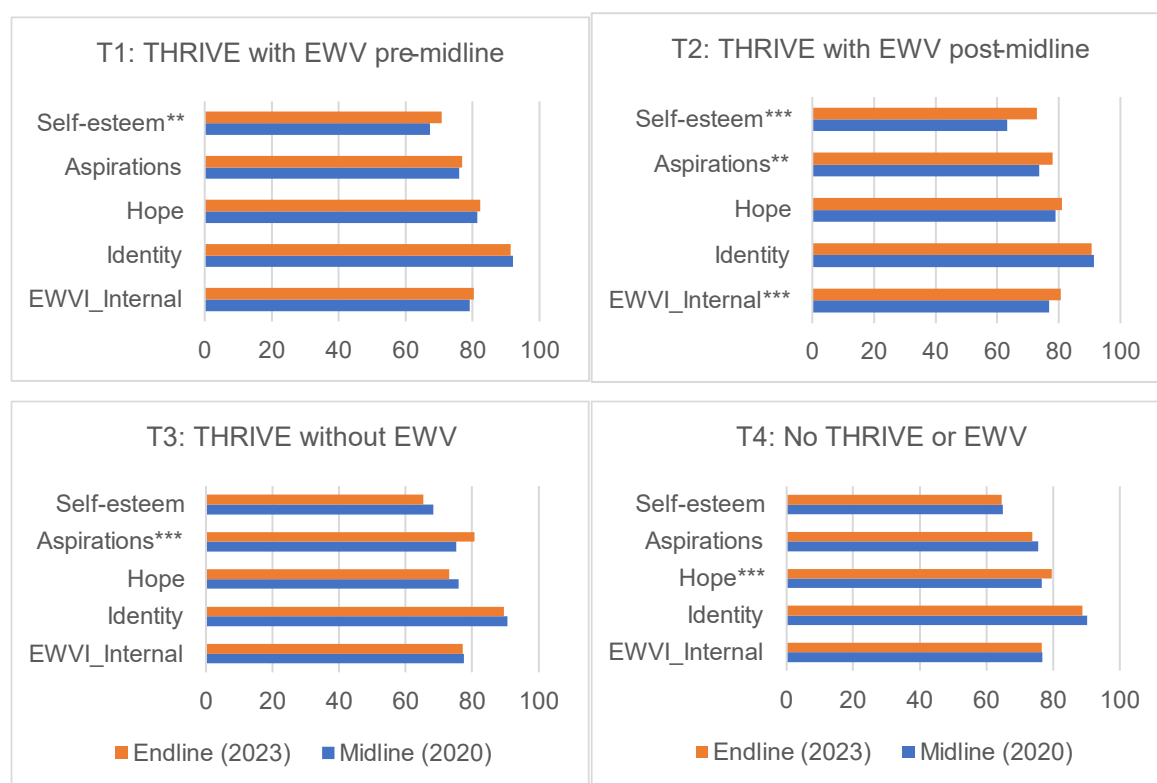 T1: THRIVE with EWV pre-midline
Self-esteem**
Aspirations
Hope
Identity
EWVI_Internal
0 20 40 60 80 100
T2: THRIVE with EWV post-midline
Self-esteem***
Aspirations**
Hope
Identity
EWVI_Internal***
0 20 40 60 80 100
T3: THRIVE without EWV
Self-esteem
Aspirations***
Hope
Identity
EWVI_Internal
0 20 40 60 80 100
Endline (2023) Midline (2020)
T4: No THRIVE or EWV
Self-esteem
Aspirations
Hope***
Identity
EWVI_Internal
0 20 40 60 80 100
Endline (2023) Midline (2020)